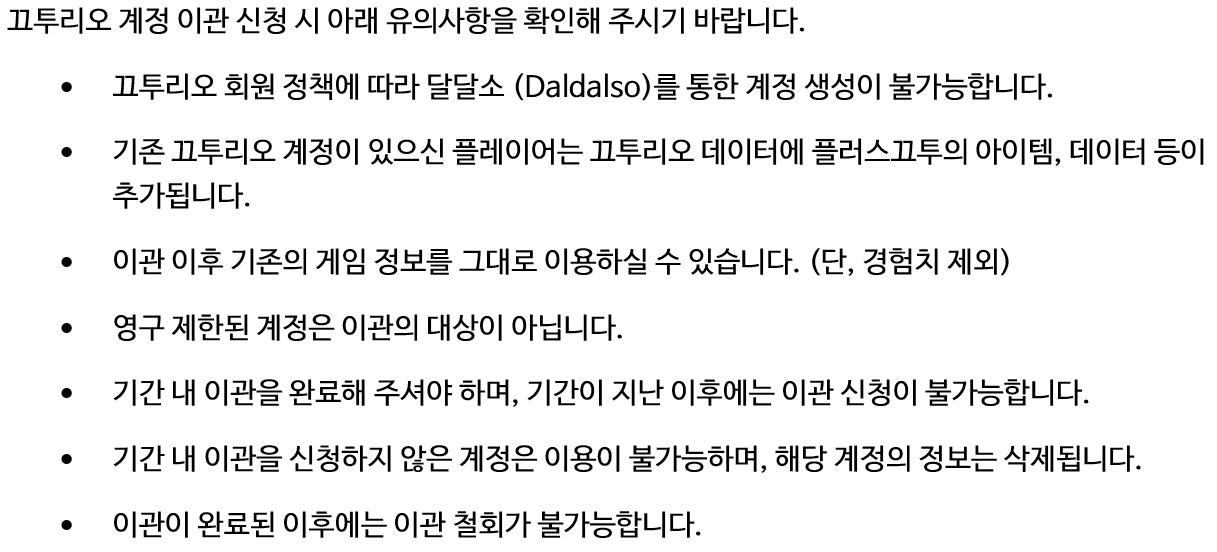 끄투리오 계정 이관 신청 시 아래 유의사항을 확인해 주시기 바랍니다.
• 끄투리오 회원 정책에 따라 달달소 (Daldalso)를 통한 계정 생성이 불가능합니다.
• 기존 끄투리오 계정이 있으신 플레이어는 끄투리오 데이터에 플러스끄투의 아이템, 데이터 등이
추가됩니다.
• 이관 이후 기존의 게임 정보를 그대로 이용하실 수 있습니다. (단, 경험치 제외)
• 영구 제한된 계정은 이관의 대상이 아닙니다.
• 기간 내 이관을 완료해 주셔야 하며, 기간이 지난 이후에는 이관 신청이 불가능합니다.
• 기간 내 이관을 신청하지 않은 계정은 이용이 불가능하며, 해당 계정의 정보는 삭제됩니다.
• 이관이 완료된 이후에는 이관 철회가 불가능합니다.